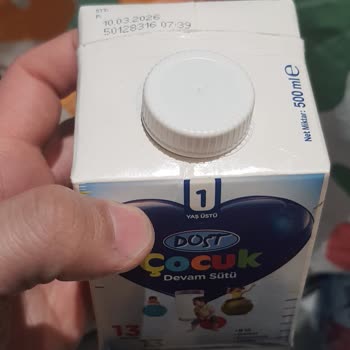 10.03.2026
50128316 07:39
Net Miktar: 500 ml e
1
YAŞ ÜSTÜ
DOST
Çocuk
Devam Sütü
13